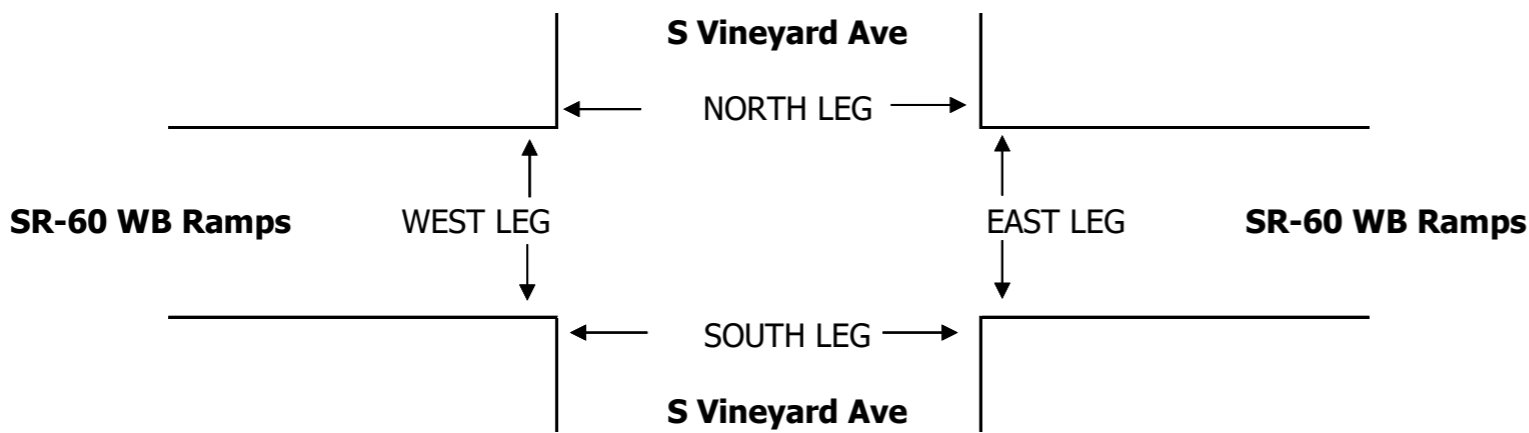 S Vineyard Ave
NORTH LEG
SR-60 WB Ramps WEST LEG EAST LEG SR-60 WB Ramps
SOUTH LEG
S Vineyard Ave